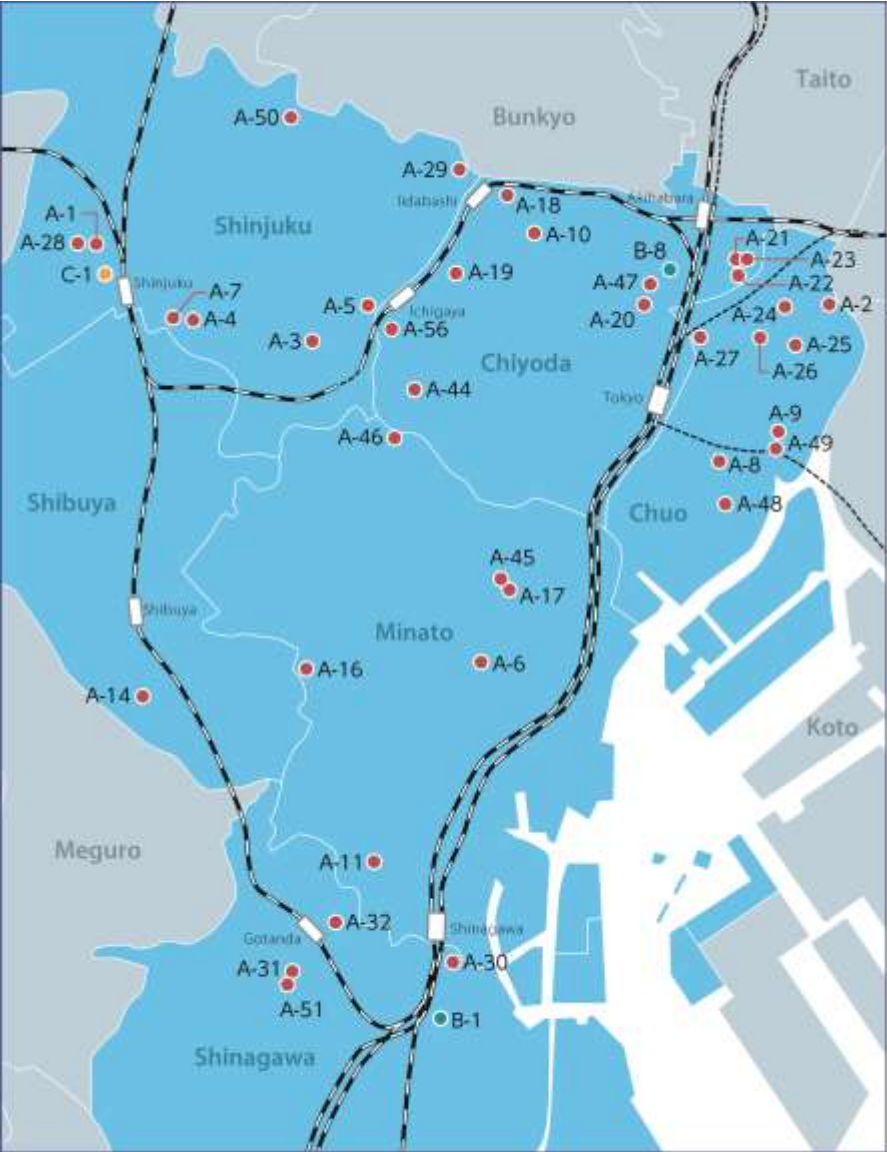 Taito
A-50
Bunkyo
A-29
Iidabashi
A-18
Akihabara
A-1
Shinjuku
A-28
A-10
A-21
B-8
A-23
C-1
Shinjuku
A-7
A-19
A-47
A-22
A-4
A-5
Ichigaya
A-20
A-24
A-2
A-56
A-3
A-27
A-25
Chiyoda
A-26
A-44
Tokyo
A-9
A-46
A-49
A-8
Shibuya
Chuo
A-48
A-45
A-17
Shibuya
Minato
A-16
A-6
A-14
Koto
Meguro
A-11
A-32
Gotanda
Shinagawa
A-31
A-30
A-51
B-1
Shinagawa